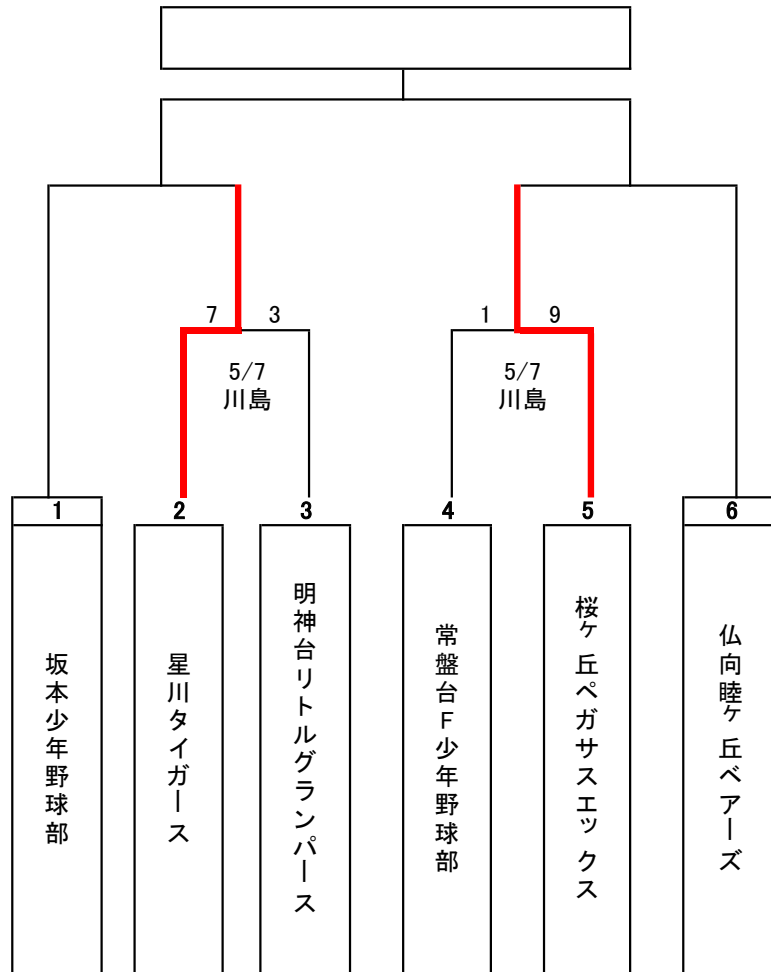 7 3
1 9
5/7
川島
5/7
川島
1
2
3
4
5
6
坂本少年野球部
星川タイガース
明神台リトルグランパース
常盤台F少年野球部
桜ヶ丘ペガサスエックス
仏向睦ヶ丘ベアーズ